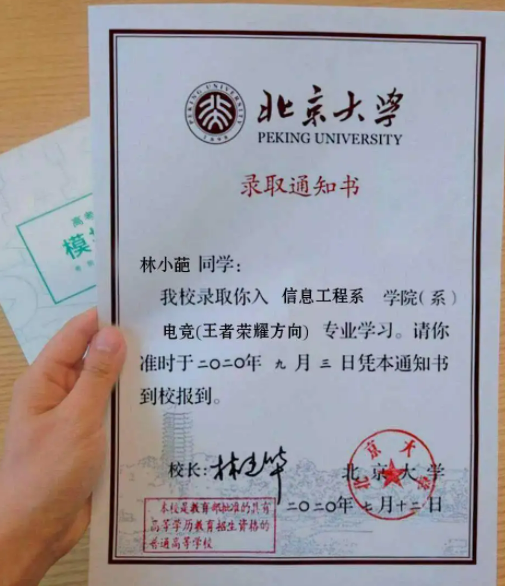 北京大学
PEKING UNIVERSITY
1898
录取通知书
林小葩 同学：
我校录取你入 信息工程系 学院（系）
电竞(王者荣耀方向) 专业学习。请你
准时于二〇二〇年 九 月 三 日凭本通知书
到校报到。
校长：
北京大学
二〇二〇年 七 月 十二 日
北京大学
本校是教育部批准的具有
高等学历教育招生资格的
普通高等学校